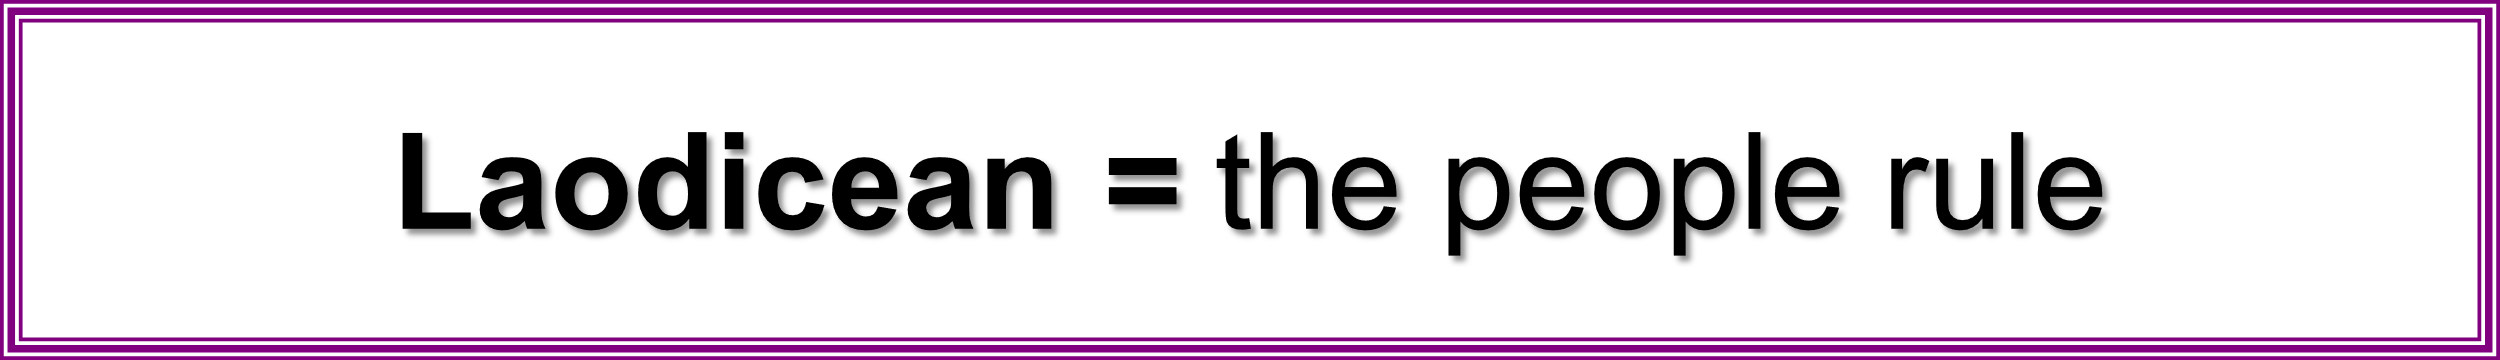 Laodicean = the people rule